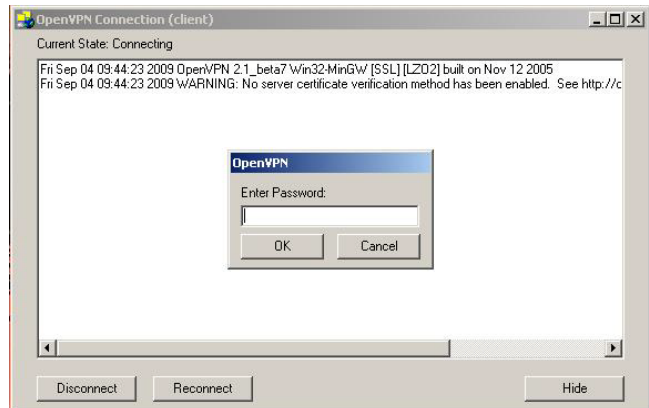 OpenVPN Connection (client)
Current State: Connecting
Fri Sep 04 09:44:23 2009 OpenVPN 2.1_beta7 Win32-MinGW [SSL] [LZO2] built on Nov 12 2005
Fri Sep 04 09:44:23 2009 WARNING: No server certificate verification method has been enabled.  See http://
OpenVPN
Enter Password:
OK
Cancel
Disconnect
Reconnect
Hide